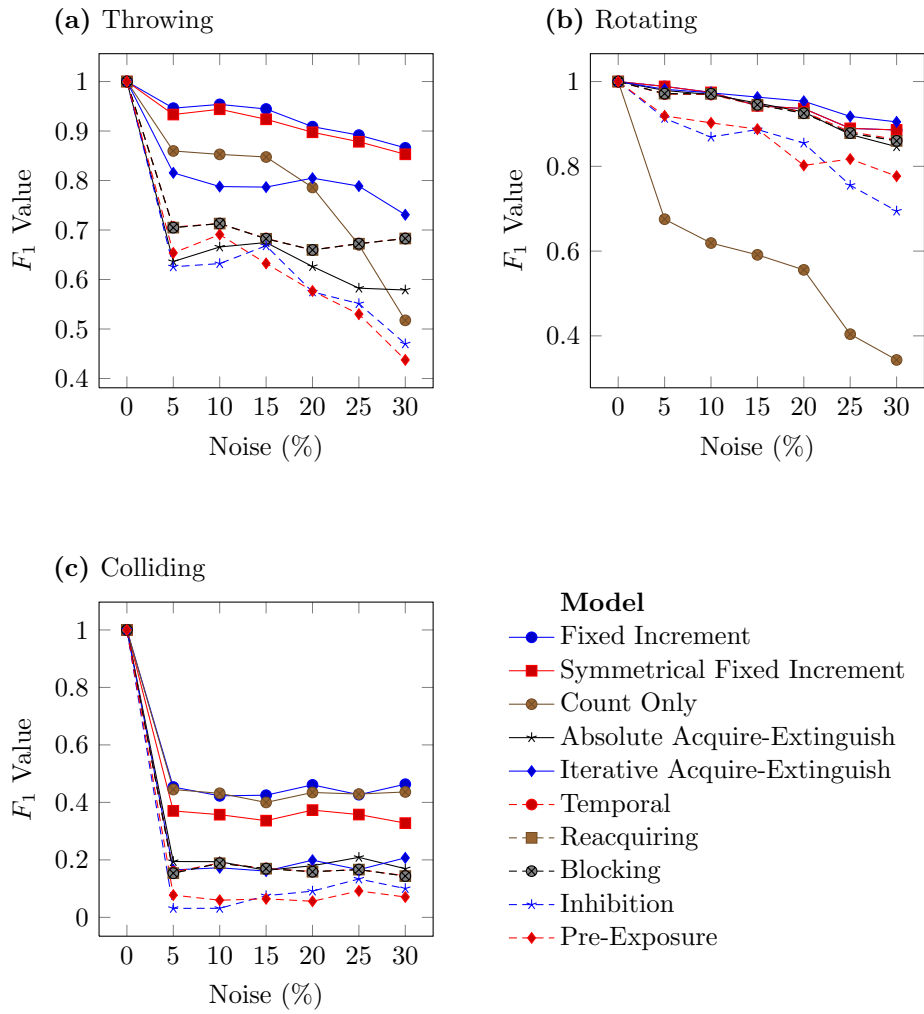 (a) Throwing
1
0.9
0.8
0.7
0.6
0.5
0.4
F1 Value
0 5 10 15 20 25 30
Noise (%)
(b) Rotating
1
0.8
0.6
0.4
F1 Value
0 5 10 15 20 25 30
Noise (%)
(c) Colliding
1
0.8
0.6
0.4
0.2
0
F1 Value
0 5 10 15 20 25 30
Noise (%)
Model
Fixed Increment
Symmetrical Fixed Increment
Count Only
Absolute Acquire-Extinguish
Iterative Acquire-Extinguish
Temporal
Reacquiring
Blocking
Inhibition
Pre-Exposure